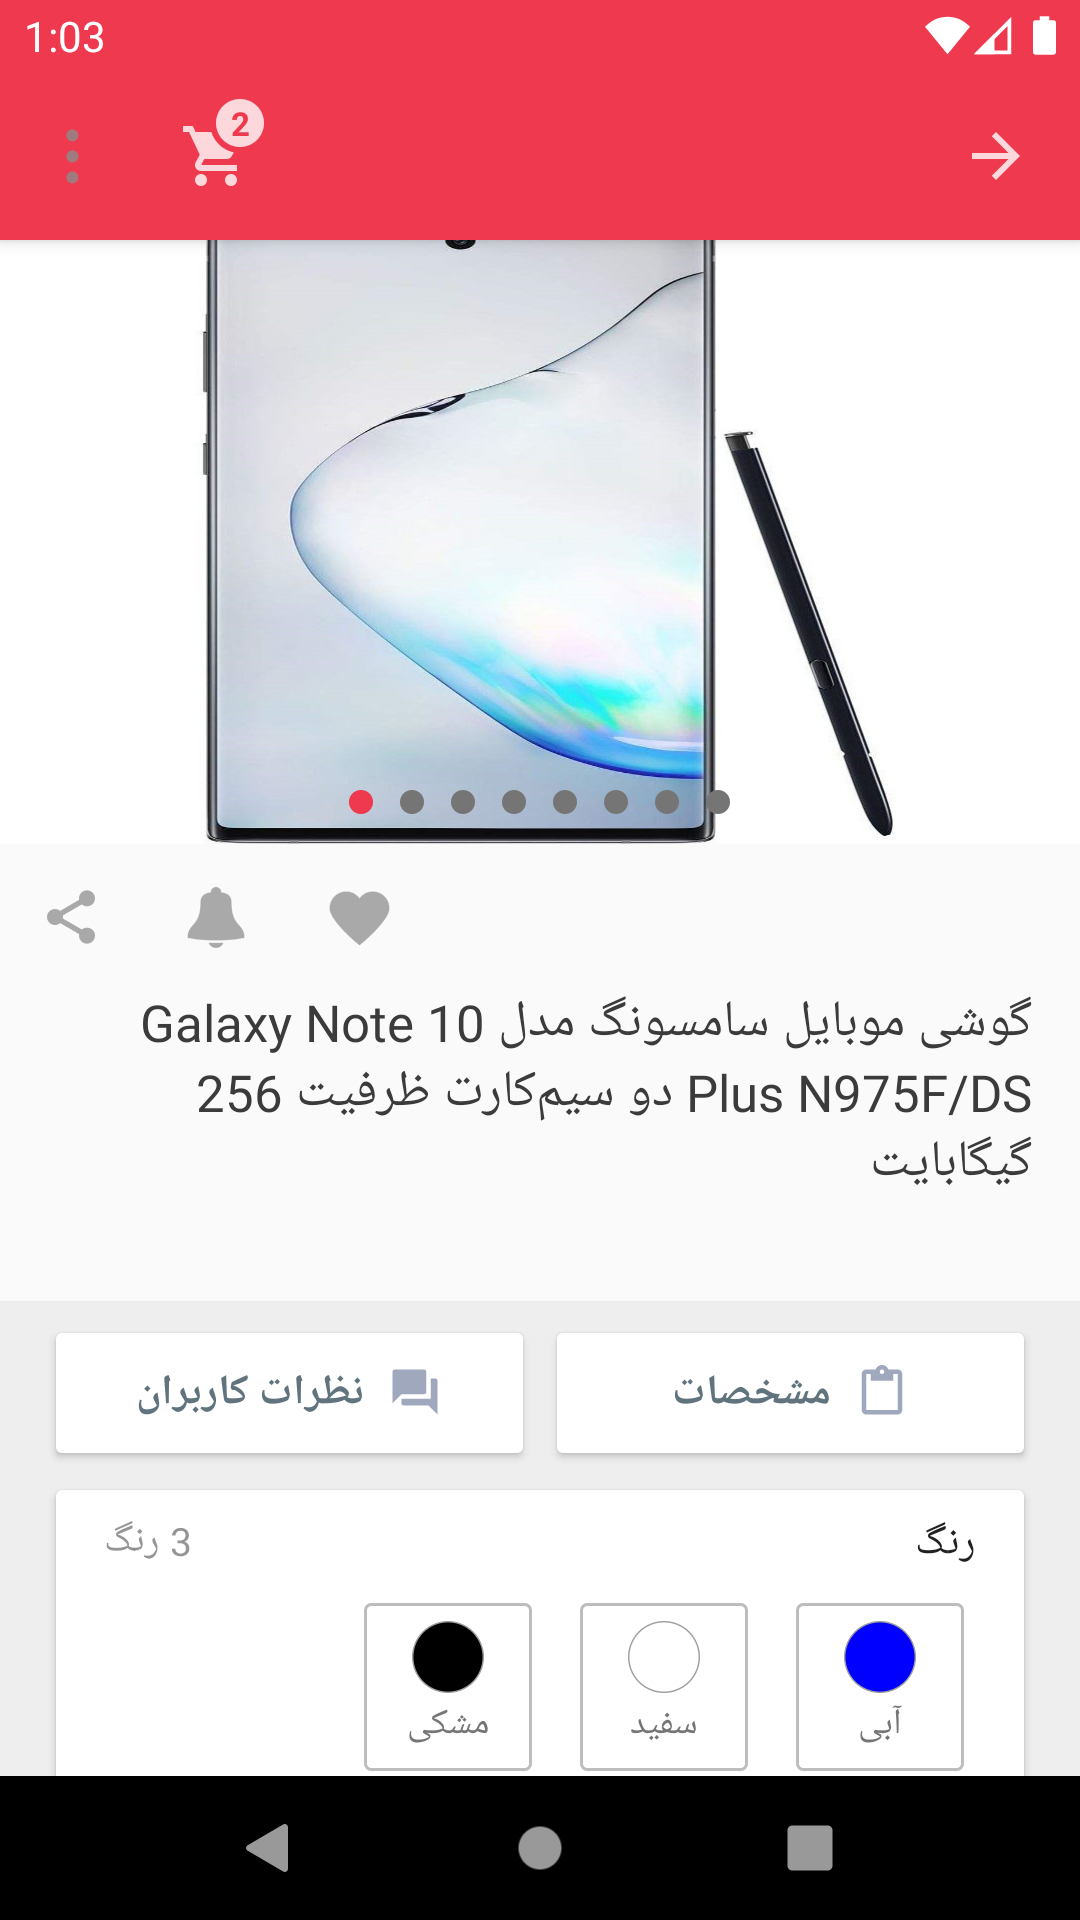 1:03
2
گوشی موبایل سامسونگ مدل Galaxy Note 10
Plus N975F/DS دو سیم‌کارت ظرفیت 256
گیگابایت
مشخصات
نظرات کاربران
رنگ
3 رنگ
آبی
سفید
مشکی